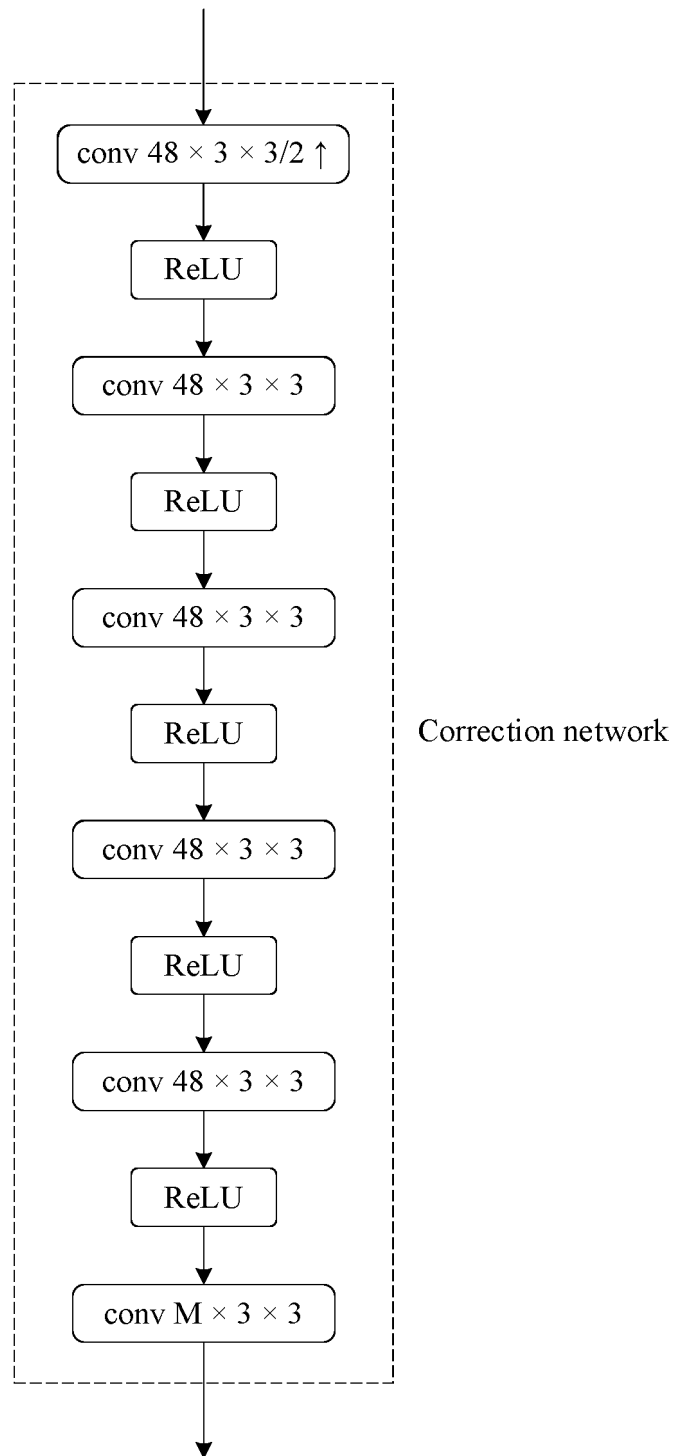 conv 48 × 3 × 3/2 ↑
ReLU
conv 48 × 3 × 3
ReLU
conv 48 × 3 × 3
ReLU
Correction network
conv 48 × 3 × 3
ReLU
conv 48 × 3 × 3
ReLU
conv M × 3 × 3